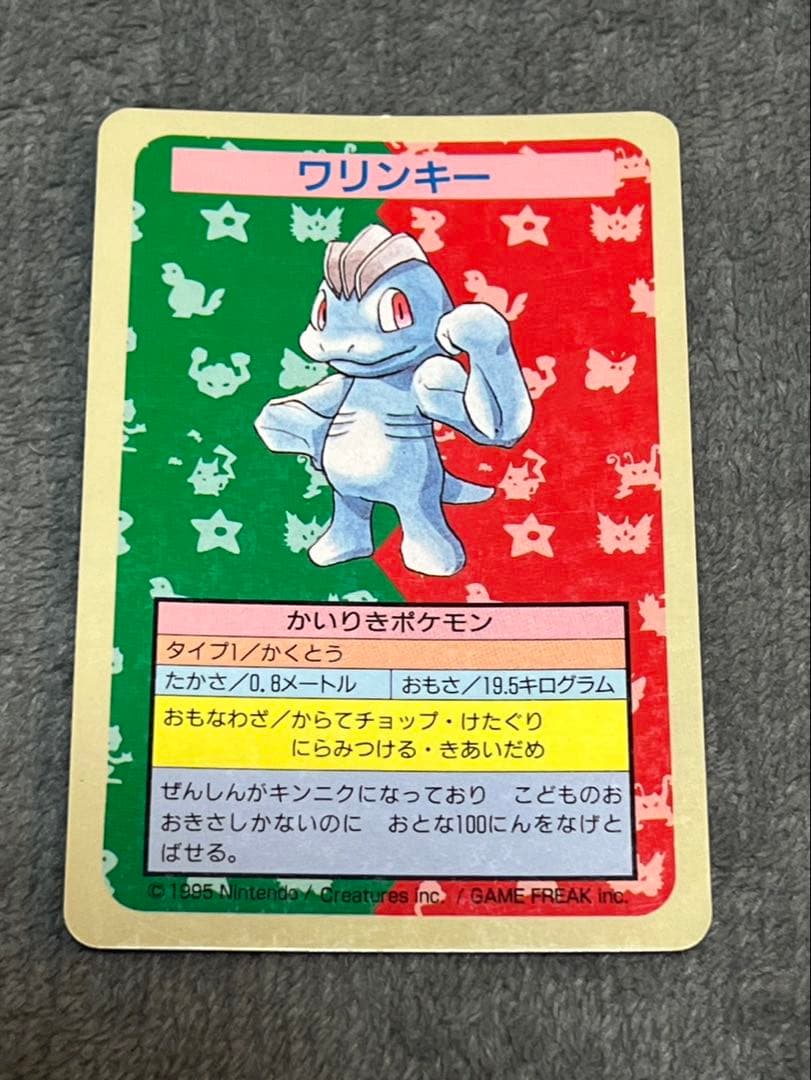 ワリンキー
かいりきポケモン
タイプ1/かくとう
たかさ/0.8メートル
おもさ/19.5キログラム
おもなわざ/からてチョップ・けたぐり
にらみつける・きあいだめ
ぜんしんがキンニクになっており こどものお
おきさしかないのに おとな100にんをなげと
ばせる。
© 1995 Nintendo / Creatures inc. / GAME FREAK inc.